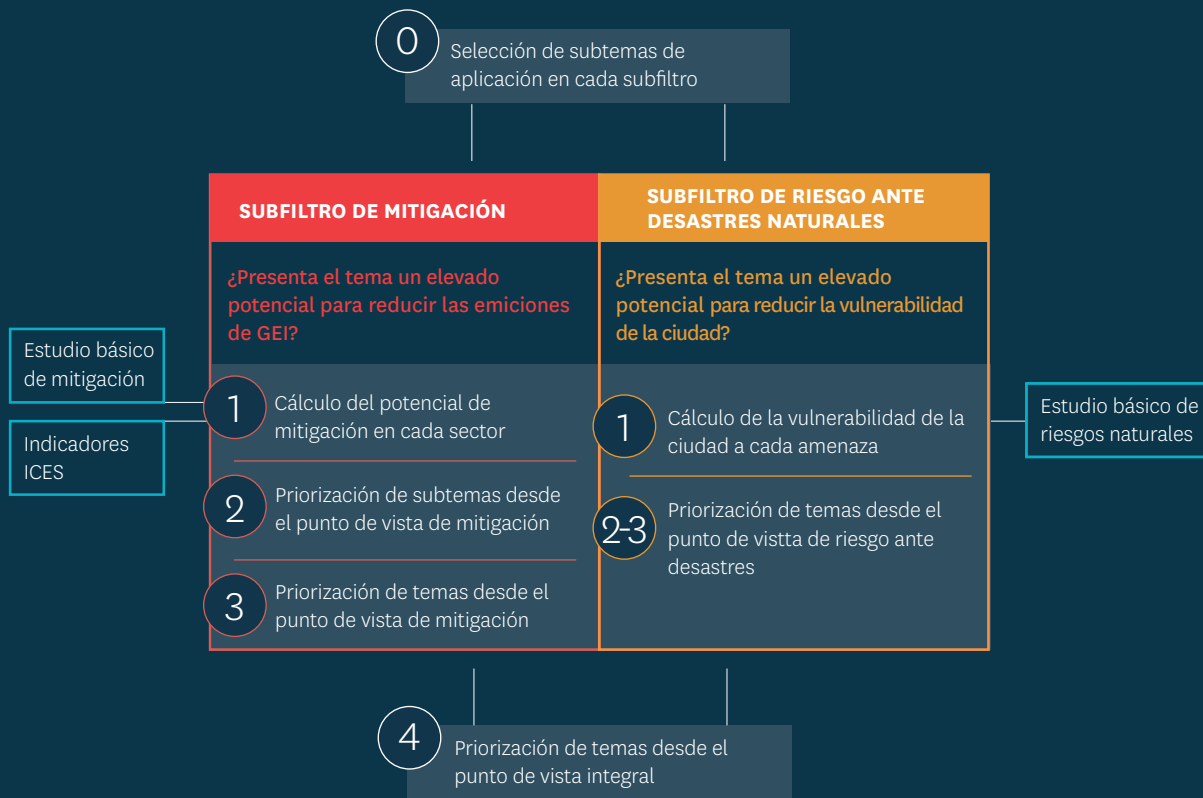 0
Selección de subtemas de
aplicación en cada subfiltro
SUBFILTRO DE MITIGACIÓN
¿Presenta el tema un elevado
potencial para reducir las emiciones
de GEI?
Estudio básico
de mitigación
Indicadores
ICES
1
Cálculo del potencial de
mitigación en cada sector
2
Priorización de subtemas desde
el punto de vista de mitigación
3
Priorización de temas desde el
punto de vista de mitigación
SUBFILTRO DE RIESGO ANTE
DESASTRES NATURALES
¿Presenta el tema un elevado
potencial para reducir la vulnerabilidad
de la ciudad?
1
Cálculo de la vulnerabilidad de la
ciudad a cada amenaza
2-3
Priorización de temas desde el
punto de vistta de riesgo ante
desastres
Estudio básico de
riesgos naturales
4
Priorización de temas desde el
punto de vista integral